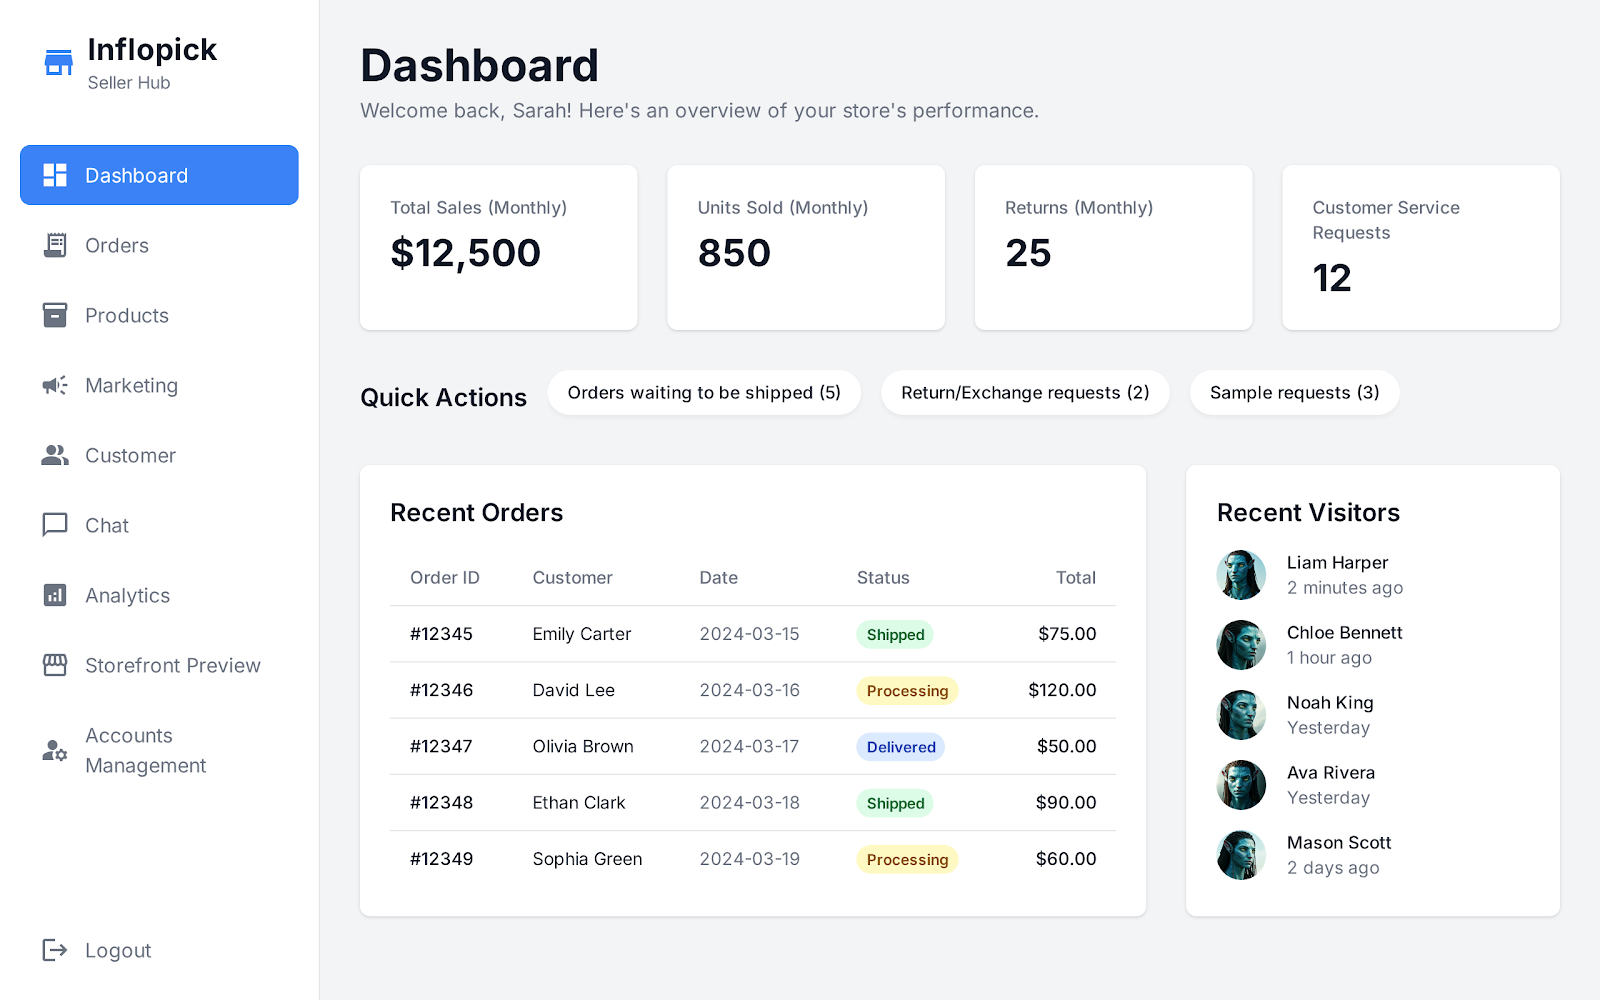 Inflopick
Seller Hub
Dashboard
Orders
Products
Marketing
Customer
Chat
Analytics
Storefront Preview
Accounts
Management
Logout
Dashboard
Welcome back, Sarah! Here's an overview of your store's performance.
Total Sales (Monthly)
$12,500
Units Sold (Monthly)
850
Returns (Monthly)
25
Customer Service
Requests
12
Quick Actions
Orders waiting to be shipped (5)
Return/Exchange requests (2)
Sample requests (3)
Recent Orders
Order ID Customer Date Status Total
#12345 Emily Carter 2024-03-15 Shipped $75.00
#12346 David Lee 2024-03-16 Processing $120.00
#12347 Olivia Brown 2024-03-17 Delivered $50.00
#12348 Ethan Clark 2024-03-18 Shipped $90.00
#12349 Sophia Green 2024-03-19 Processing $60.00
Recent Visitors
Liam Harper
2 minutes ago
Chloe Bennett
1 hour ago
Noah King
Yesterday
Ava Rivera
Yesterday
Mason Scott
2 days ago